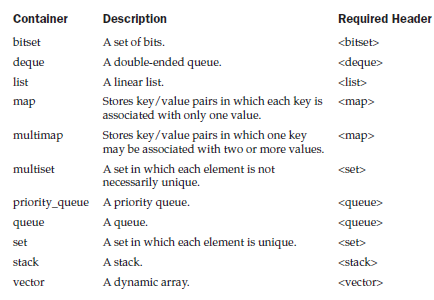 Container Description Required Header
bitset A set of bits. <bitset>
deque A double-ended queue. <deque>
list A linear list. <list>
map Stores key/value pairs in which each key is <map>
associated with only one value.
multimap Stores key/value pairs in which one key <map>
may be associated with two or more values.
multiset A set in which each element is not <set>
necessarily unique.
priority_queue A priority queue. <queue>
queue A queue. <queue>
set A set in which each element is unique. <set>
stack A stack. <stack>
vector A dynamic array. <vector>